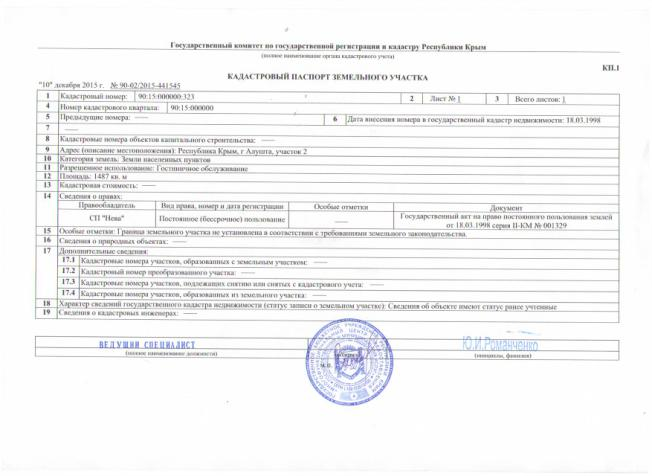 Государственный комитет по государственной регистрации и кадастру Республики Крым
(полное наименование органа кадастрового учета)
КП.1
КАДАСТРОВЫЙ ПАСПОРТ ЗЕМЕЛЬНОГО УЧАСТКА
"10" декабря 2015 г. № 90-02/2015-441545
1 Кадастровый номер: 90:15:000000:323 2 Лист № 1 3 Всего листов: 1
4 Номер кадастрового квартала: 90:15:000000
5 Предыдущие номера: —— 6 Дата внесения номера в государственный кадастр недвижимости: 18.03.1998
7 ——
8 Кадастровые номера объектов капитального строительства: ——
9 Адрес (описание местоположения): Республика Крым, г Алушта, участок 2
10 Категория земель: Земли населенных пунктов
11 Разрешенное использование: Гостиничное обслуживание
12 Площадь: 1487 кв. м
13 Кадастровая стоимость: ——
14 Сведения о правах:
Правообладатель Вид права, номер и дата регистрации Особые отметки Документ
СП "Нева" Постоянное (бессрочное) пользование —— Государственный акт на право постоянного пользования землей
от 18.03.1998 серия II-КМ № 001329
15 Особые отметки: Граница земельного участка не установлена в соответствии с требованиями земельного законодательства.
16 Сведения о природных объектах: ——
17 Дополнительные сведения:
17.1 Кадастровые номера участков, образованных с земельным участком: ——
17.2 Кадастровый номер преобразованного участка: ——
17.3 Кадастровые номера участков, подлежащих снятию или снятых с кадастрового учета: ——
17.4 Кадастровые номера участков, образованных из земельного участка: ——
18 Характер сведений государственного кадастра недвижимости (статус записи о земельном участке): Сведения об объекте имеют статус ранее учтенные
19 Сведения о кадастровых инженерах: ——
ВЕДУЩИЙ СПЕЦИАЛИСТ Ю.И.Романченко
(полное наименование должности) (инициалы, фамилия)
М.П.